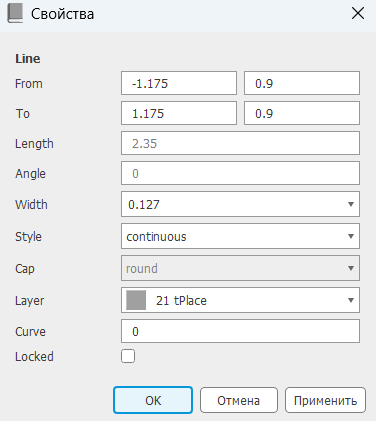 Свойства
Line
From -1.175 0.9
To 1.175 0.9
Length 2.35
Angle 0
Width 0.127
Style continuous
Cap round
Layer 21 tPlace
Curve 0
Locked
OK Отмена Применить